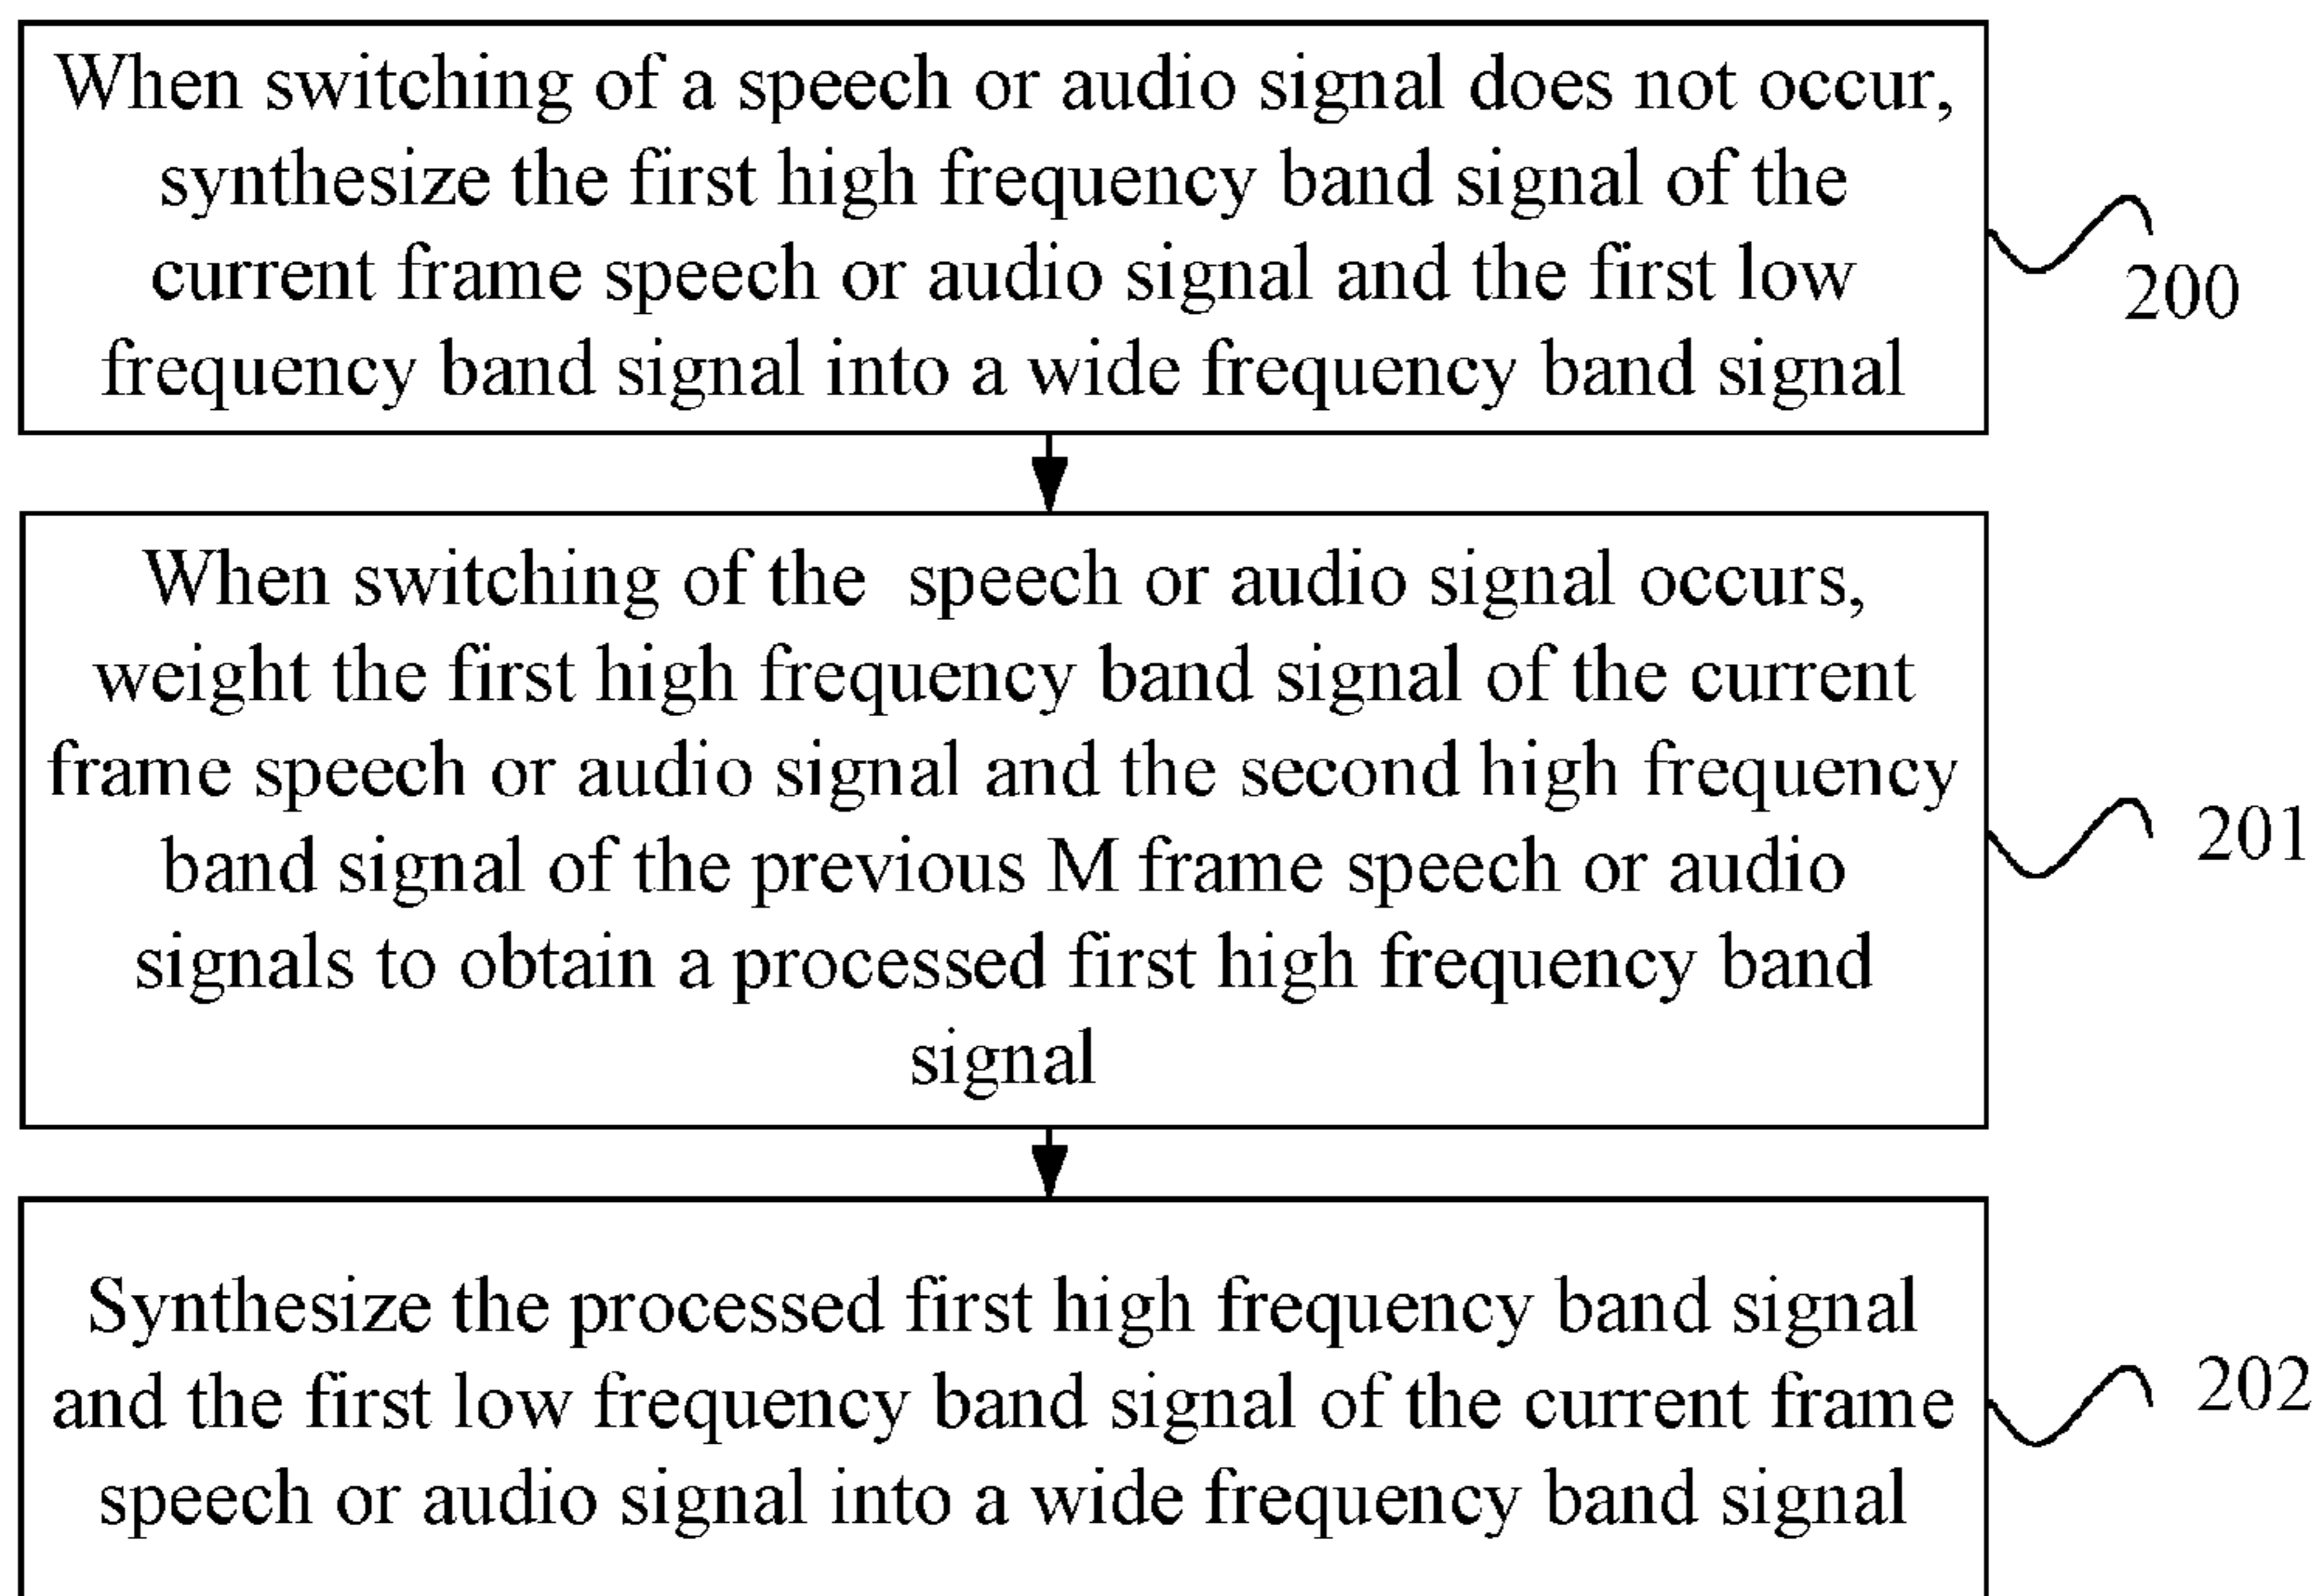 When switching of a speech or audio signal does not occur,
synthesize the first high frequency band signal of the
current frame speech or audio signal and the first low
frequency band signal into a wide frequency band signal
200
When switching of the speech or audio signal occurs,
weight the first high frequency band signal of the current
frame speech or audio signal and the second high frequency
band signal of the previous M frame speech or audio
signals to obtain a processed first high frequency band
signal
201
Synthesize the processed first high frequency band signal
and the first low frequency band signal of the current frame
speech or audio signal into a wide frequency band signal
202